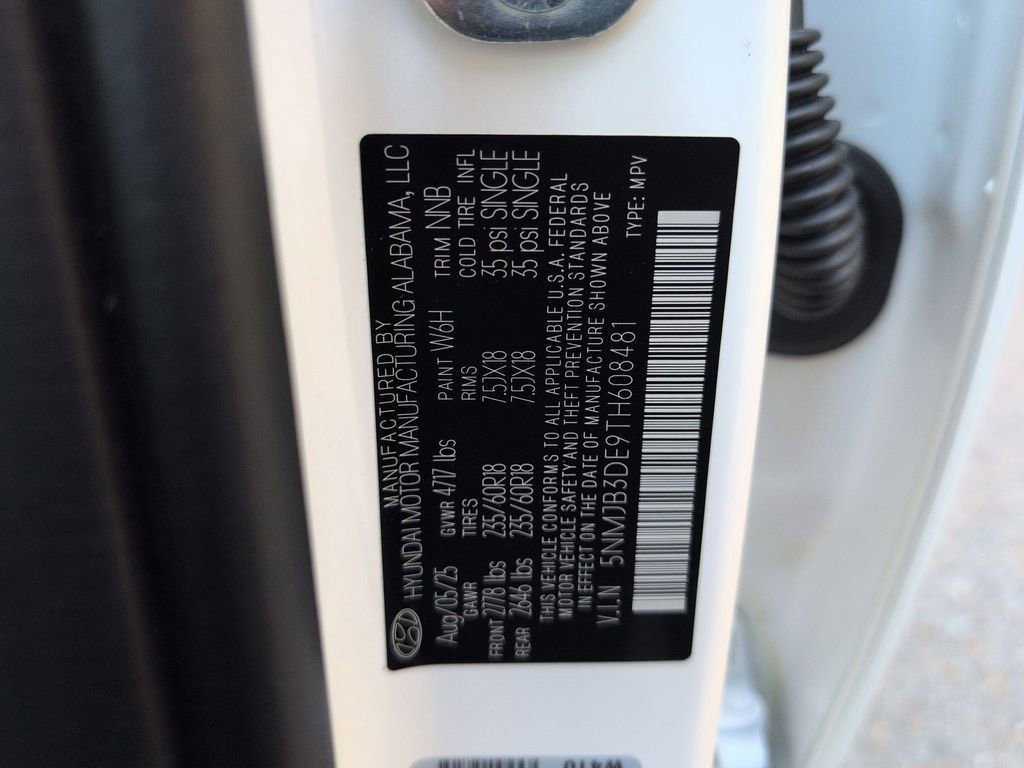 MANUFACTURED BY
HYUNDAI MOTOR MANUFACTURING ALABAMA, LLC
Aug/05/25 GVWR 4717 lbs PAINT W6H TRIM NNB
GAWR TIRES RIMS COLD TIRE INFL
FRONT 2778 lbs 235/60R18 7.5JX18 35 psi SINGLE
REAR 2646 lbs 235/60R18 7.5JX18 35 psi SINGLE
THIS VEHICLE CONFORMS TO ALL APPLICABLE U.S.A. FEDERAL
MOTOR VEHICLE SAFETY AND THEFT PREVENTION STANDARDS
IN EFFECT ON THE DATE OF MANUFACTURE SHOWN ABOVE
V.I.N 5NMJB3DE9TH608481 TYPE: MPV